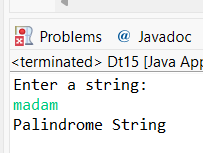 Problems @ Javadoc
<terminated> Dt15 [Java App
Enter a string:
madam
Palindrome String